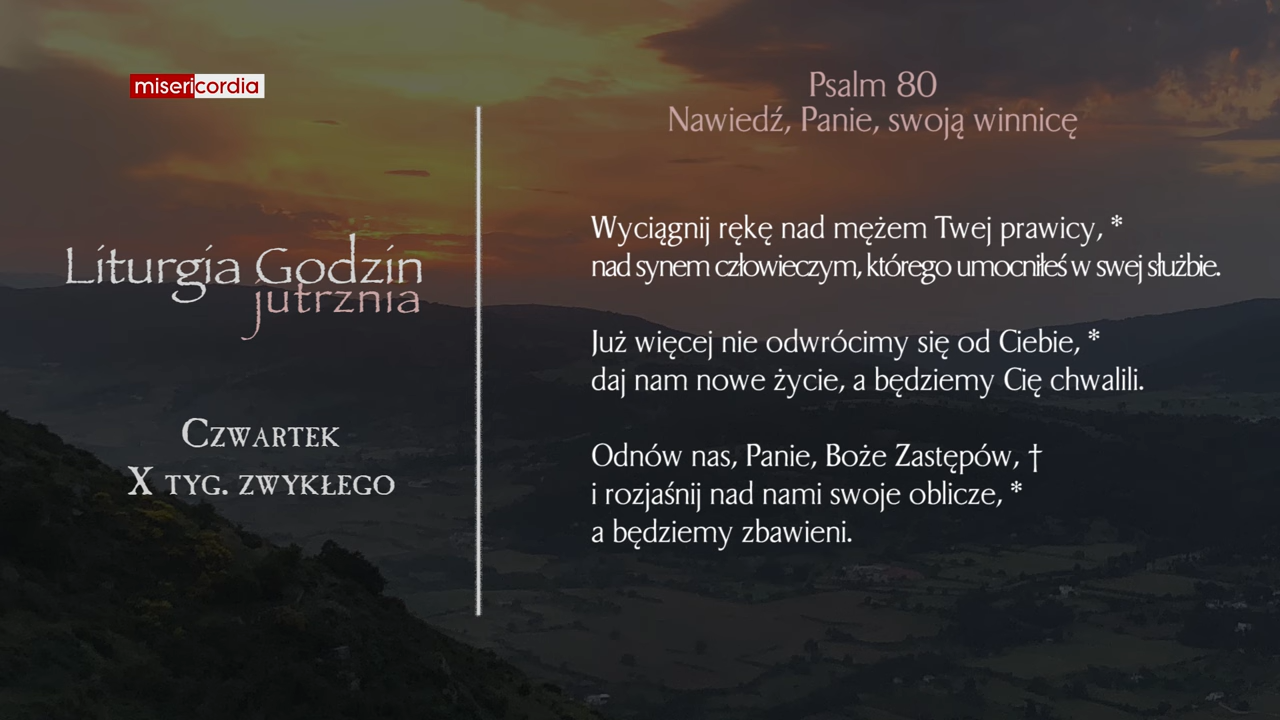 misericordia
Liturgia Godzin
jutrznia
Czwartek
X tyg. zwykłego
Psalm 80
Nawiedź, Panie, swoją winnicę
Wyciągnij rękę nad mężem Twej prawicy, *
nad synem człowieczym, którego umocniłeś w swej służbie.
Już więcej nie odwrócimy się od Ciebie, *
daj nam nowe życie, a będziemy Cię chwalili.
Odnów nas, Panie, Boże Zastępów, †
i rozjaśnij nad nami swoje oblicze, *
a będziemy zbawieni.